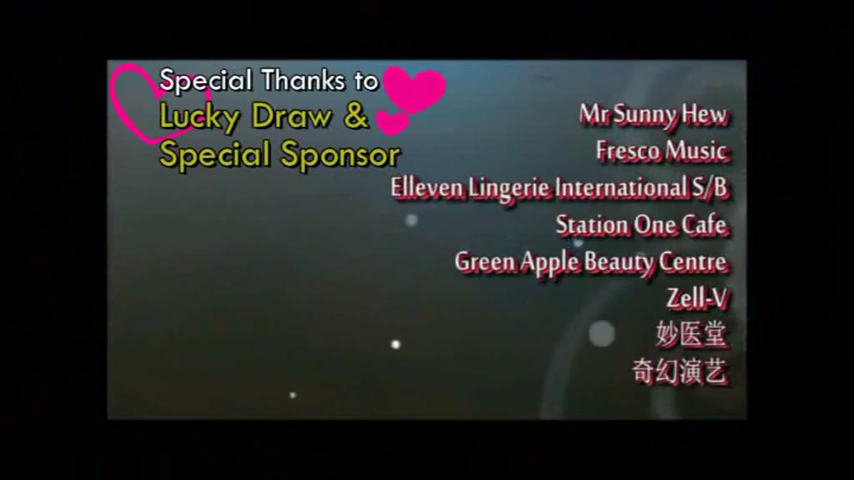 Special Thanks to
Lucky Draw &
Special Sponsor
Mr Sunny Hew
Fresco Music
Elleven Lingerie International S/B
Station One Cafe
Green Apple Beauty Centre
Zell-V
妙医堂
奇幻演艺